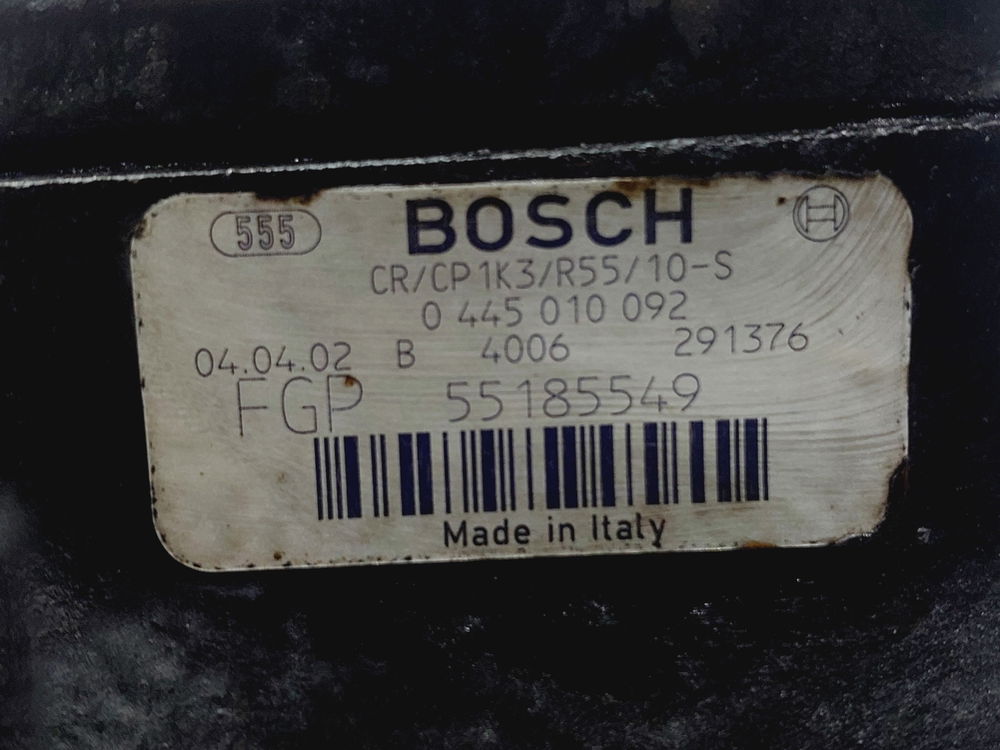 555 BOSCH
CR/CP1K3/R55/10-S
0 445 010 092
04.04.02 B 4006 291376
FGP 55185549
Made in Italy